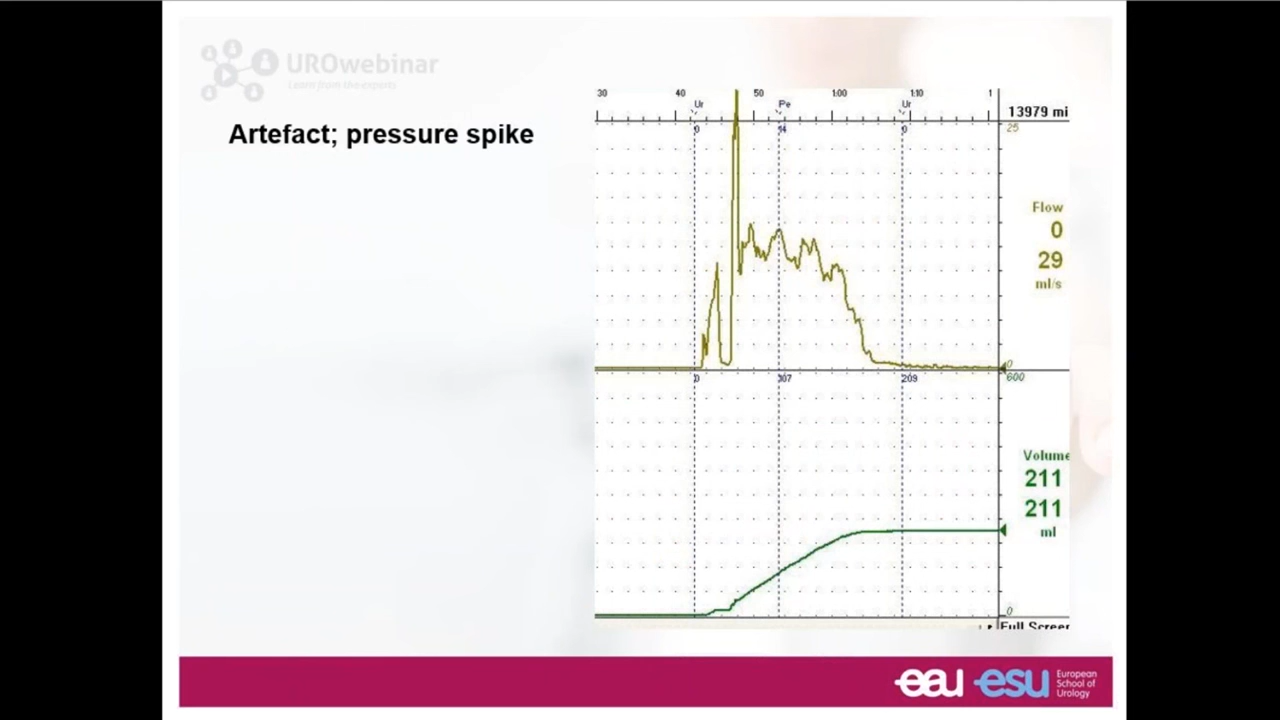 UROwebinar
Learn from the experts
Artefact; pressure spike
30 40 50 1:00 1:10 1
Ur Pe Ur
13979 mi
0 14 0
25
Flow
0
29
ml/s
0
0 107 209
600
Volume
211
211
ml
0
Full Screen
eau esu European
School of
Urology